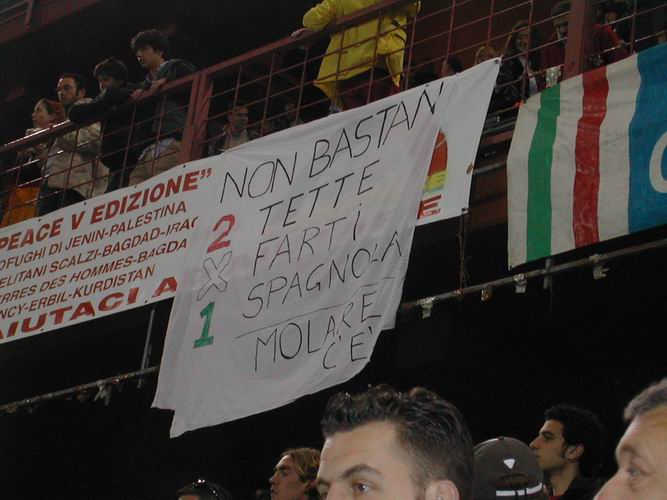 PEACE V EDIZIONE"
OFUGHI DI JENIN-PALESTINA
ELITANI SCALZI-BAGDAD-IRAQ
ERRES DES HOMMES-BAGDA
NCY-ERBIL-KURDISTAN
AIUTACI A
NON BASTAN
2 TETTE
X FARTI
1 SPAGNOLA
MOLARE
C'E'